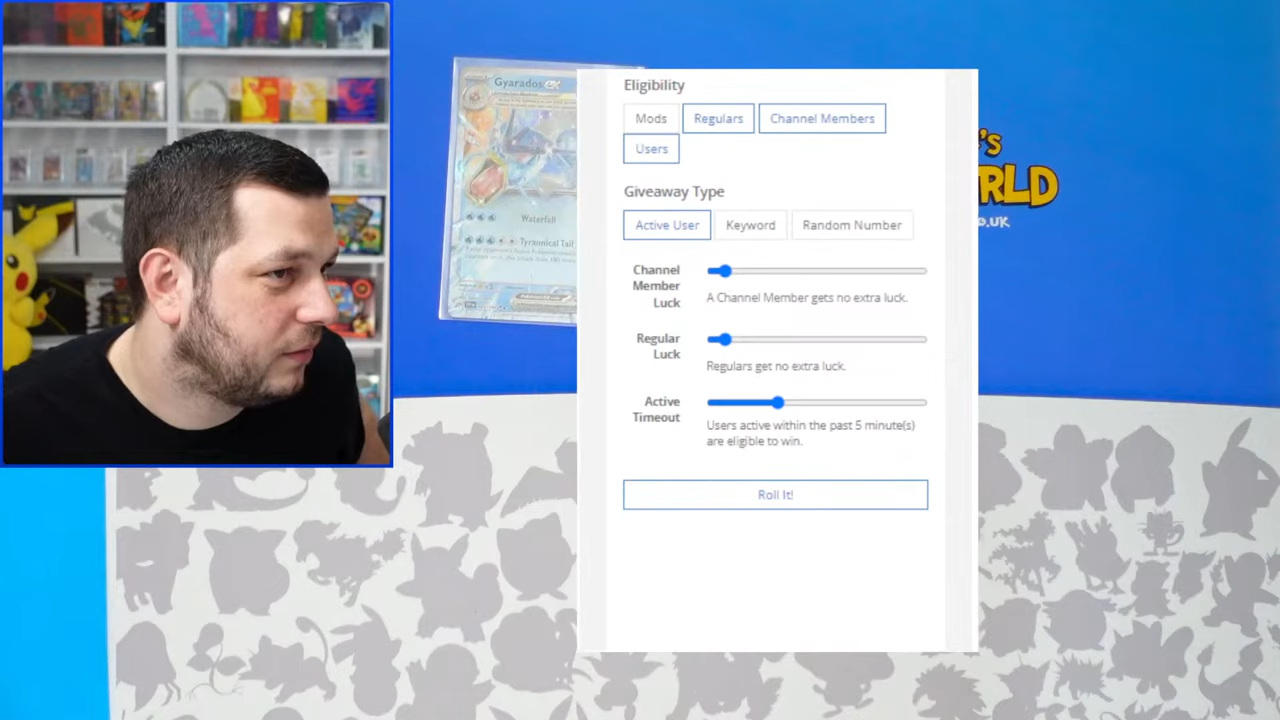 Gyarados ex
Waterfall
Tyrannical Tail
Eligibility
Mods
Regulars
Channel Members
Users
Giveaway Type
Active User
Keyword
Random Number
Channel
Member
Luck
A Channel Member gets no extra luck.
Regular
Luck
Regulars get no extra luck.
Active
Timeout
Users active within the past 5 minute(s)
are eligible to win.
Roll It!
's
RLD
o.uk